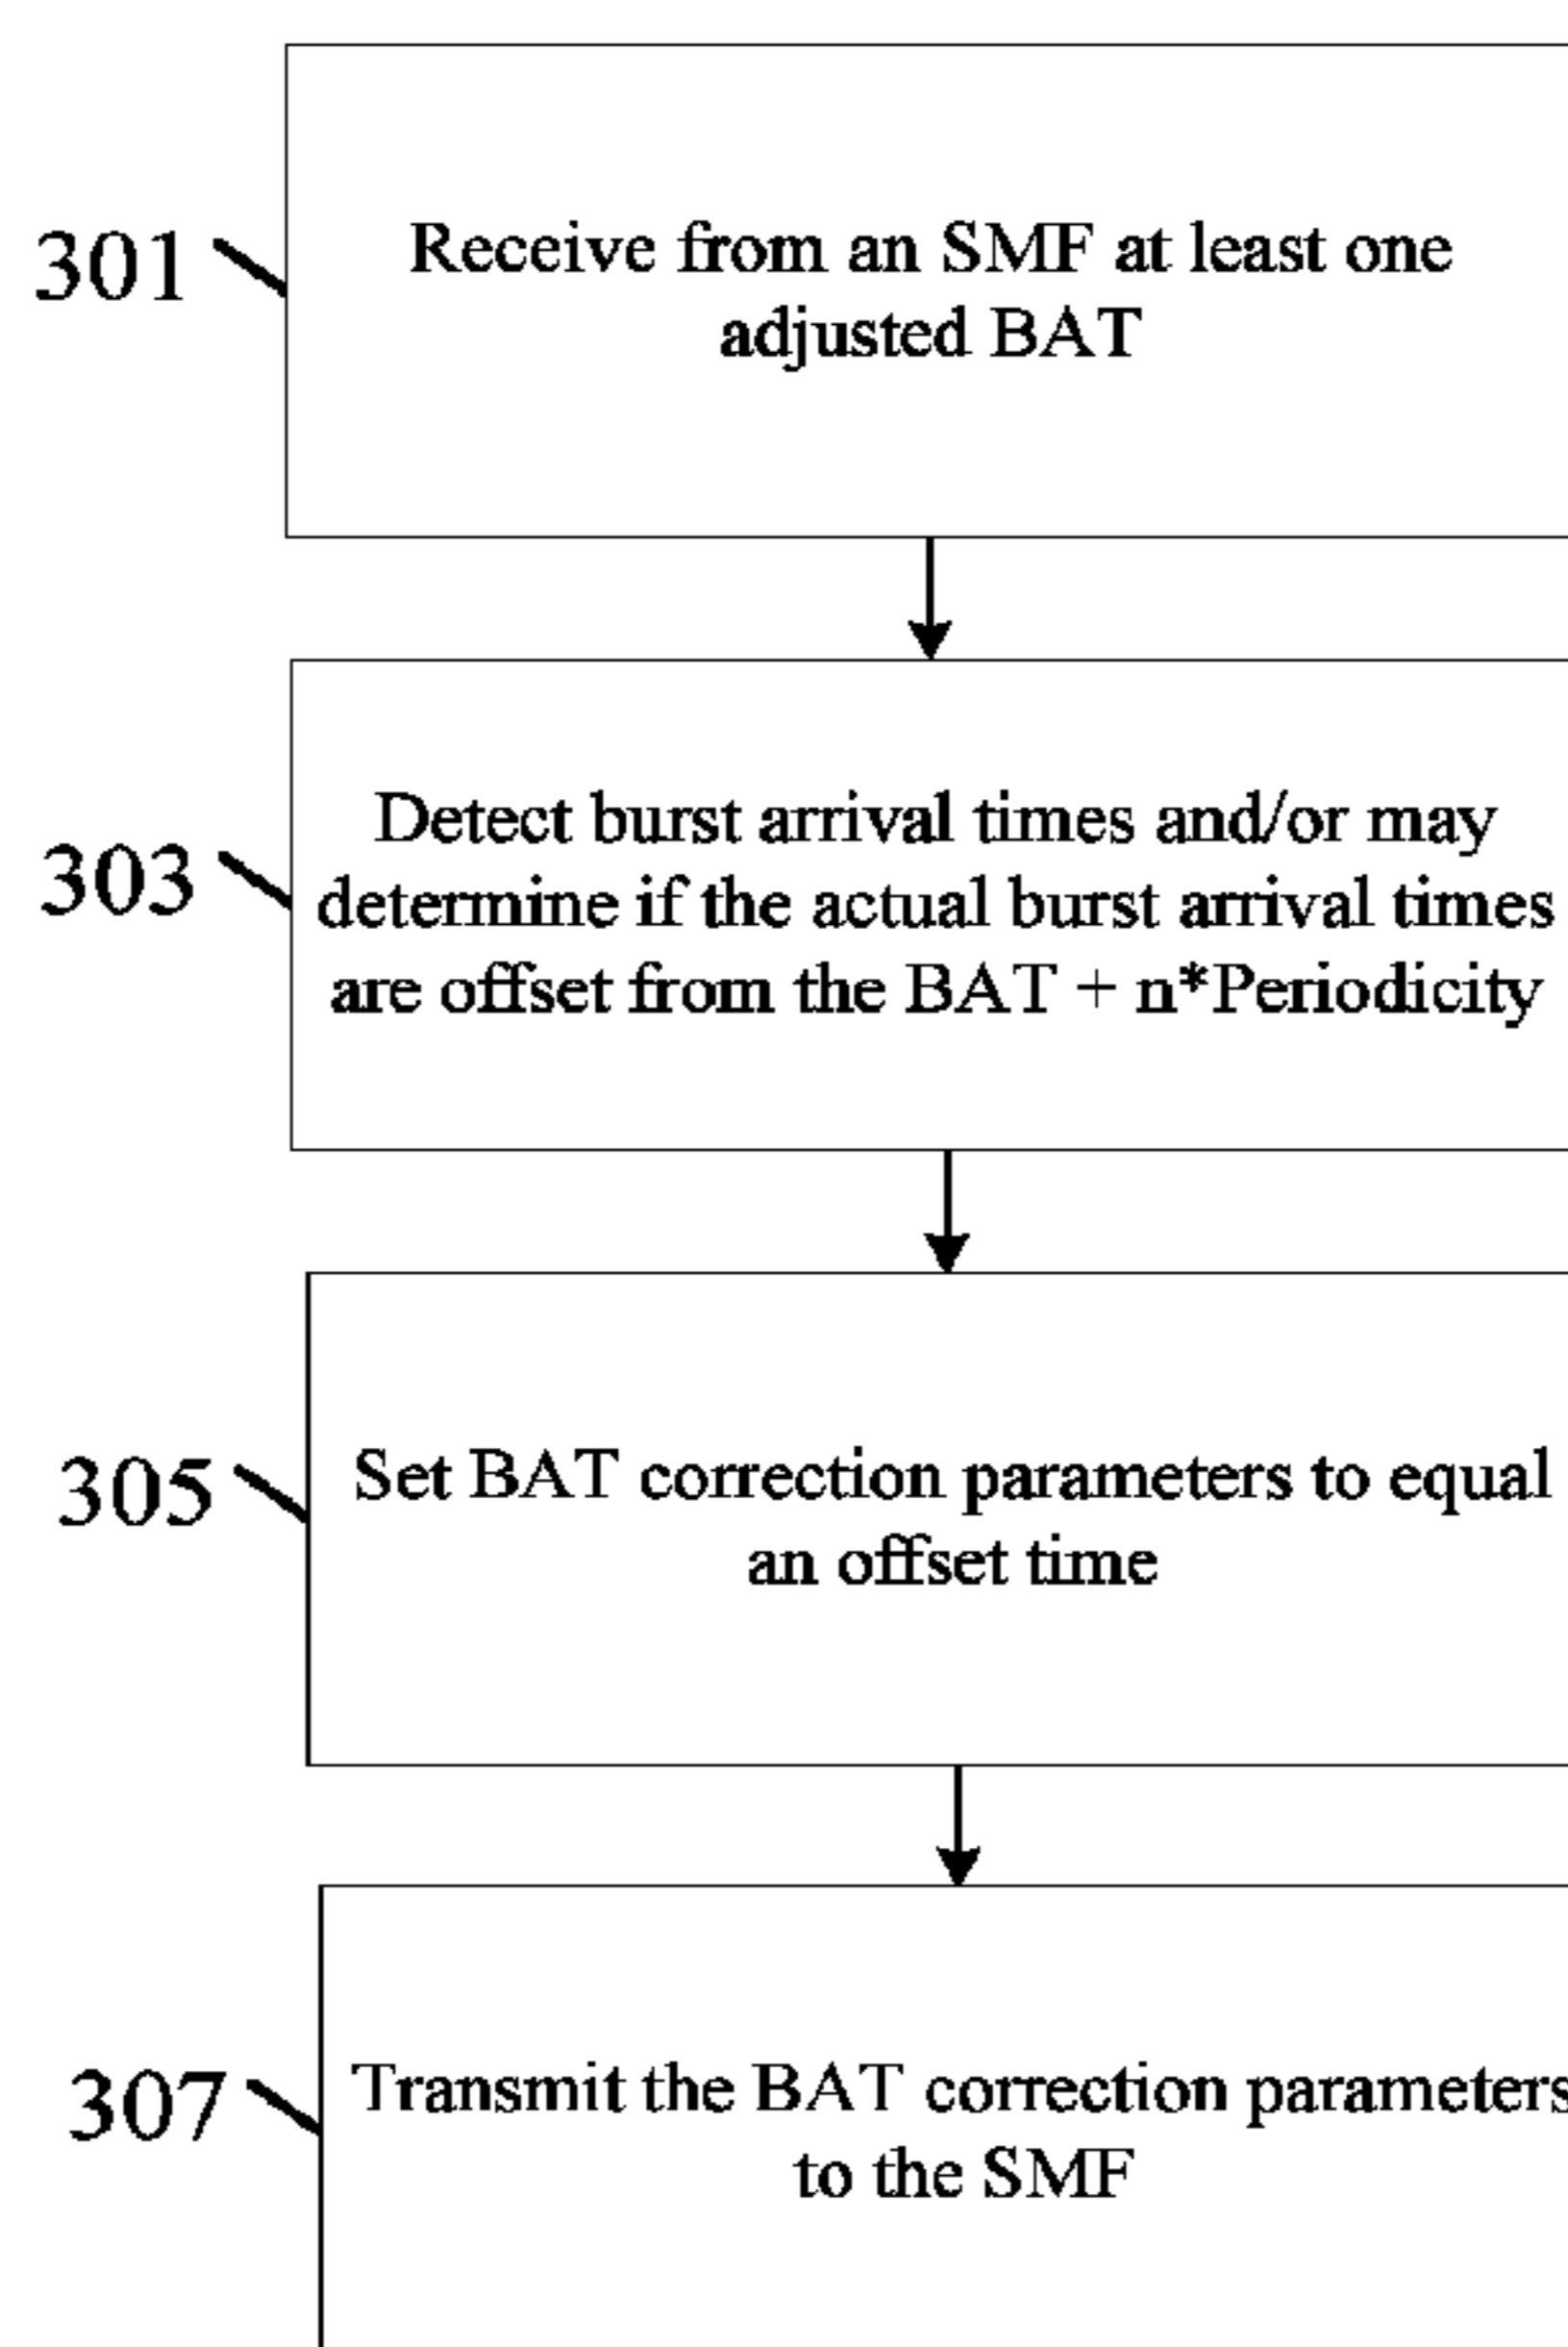 301
Receive from an SMF at least one
adjusted BAT
303
Detect burst arrival times and/or may
determine if the actual burst arrival times
are offset from the BAT + n*Periodicity
305
Set BAT correction parameters to equal
an offset time
307
Transmit the BAT correction parameters
to the SMF